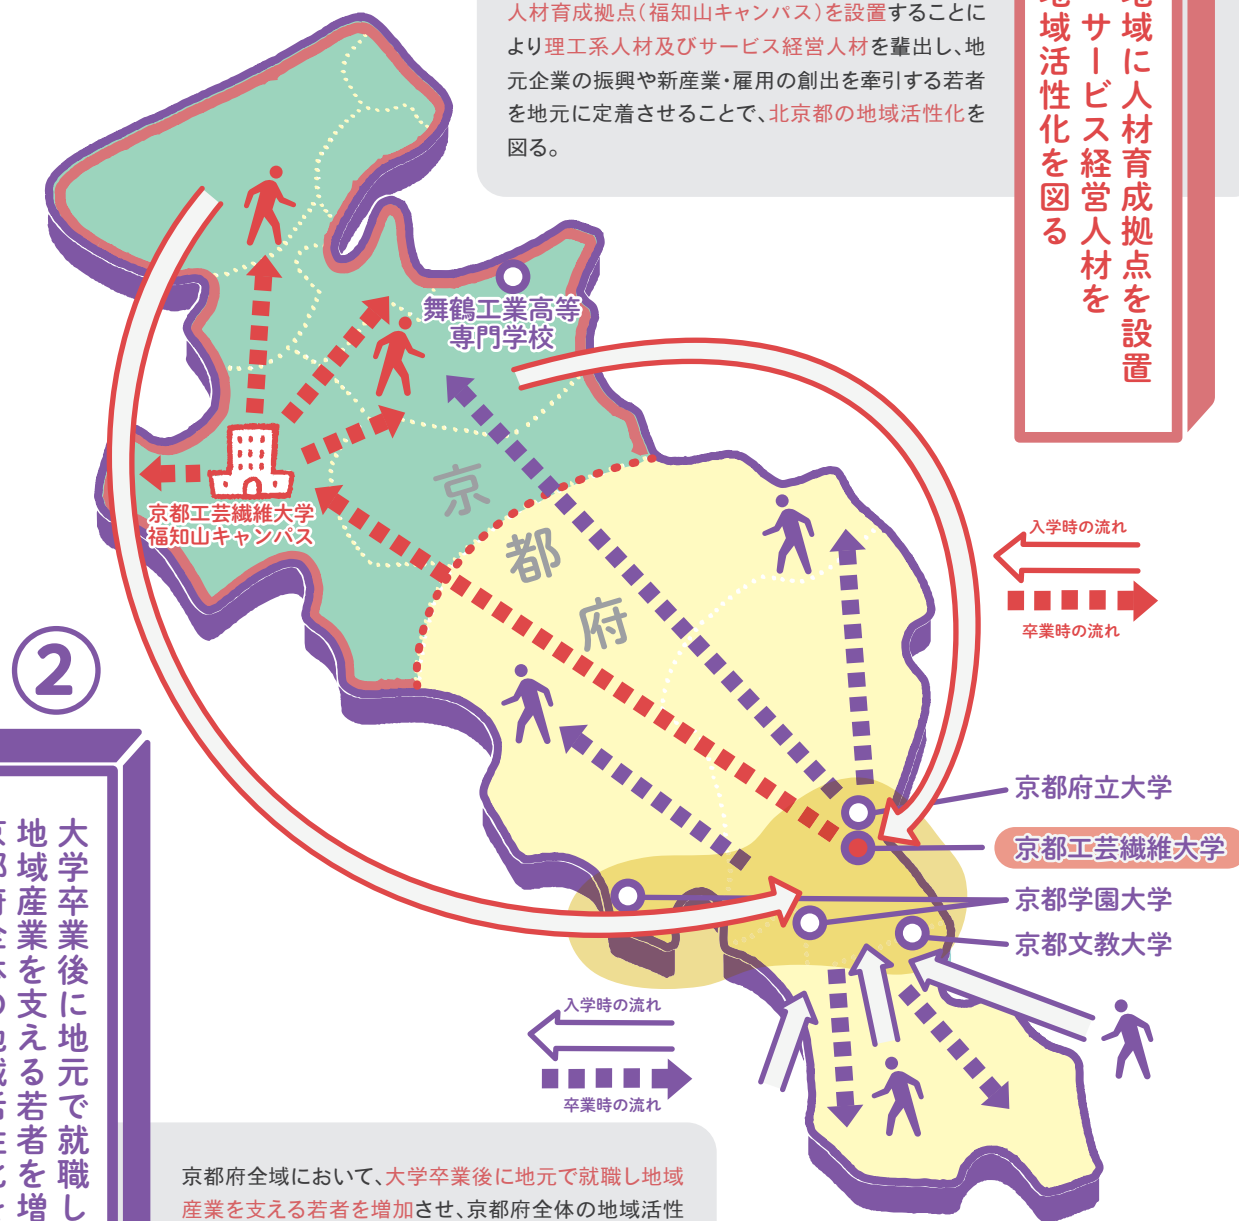 人材育成拠点(福知山キャンパス)を設置することに
より理工系人材及びサービス経営人材を輩出し、地
元企業の振興や新産業・雇用の創出を牽引する若者
を地元に定着させることで、北京都の地域活性化を
図る。
地域に人材育成拠点を設置
サービス経営人材を
地域活性化を図る
舞鶴工業高等
専門学校
京都工芸繊維大学
福知山キャンパス
京都府
入学時の流れ
卒業時の流れ
京都府立大学
京都工芸繊維大学
京都学園大学
京都文教大学
入学時の流れ
卒業時の流れ
②
大学卒業後に地元で就職し
地域産業を支える若者を増
京都府全体の地域活性化を
京都府全域において、大学卒業後に地元で就職し地域
産業を支える若者を増加させ、京都府全体の地域活性